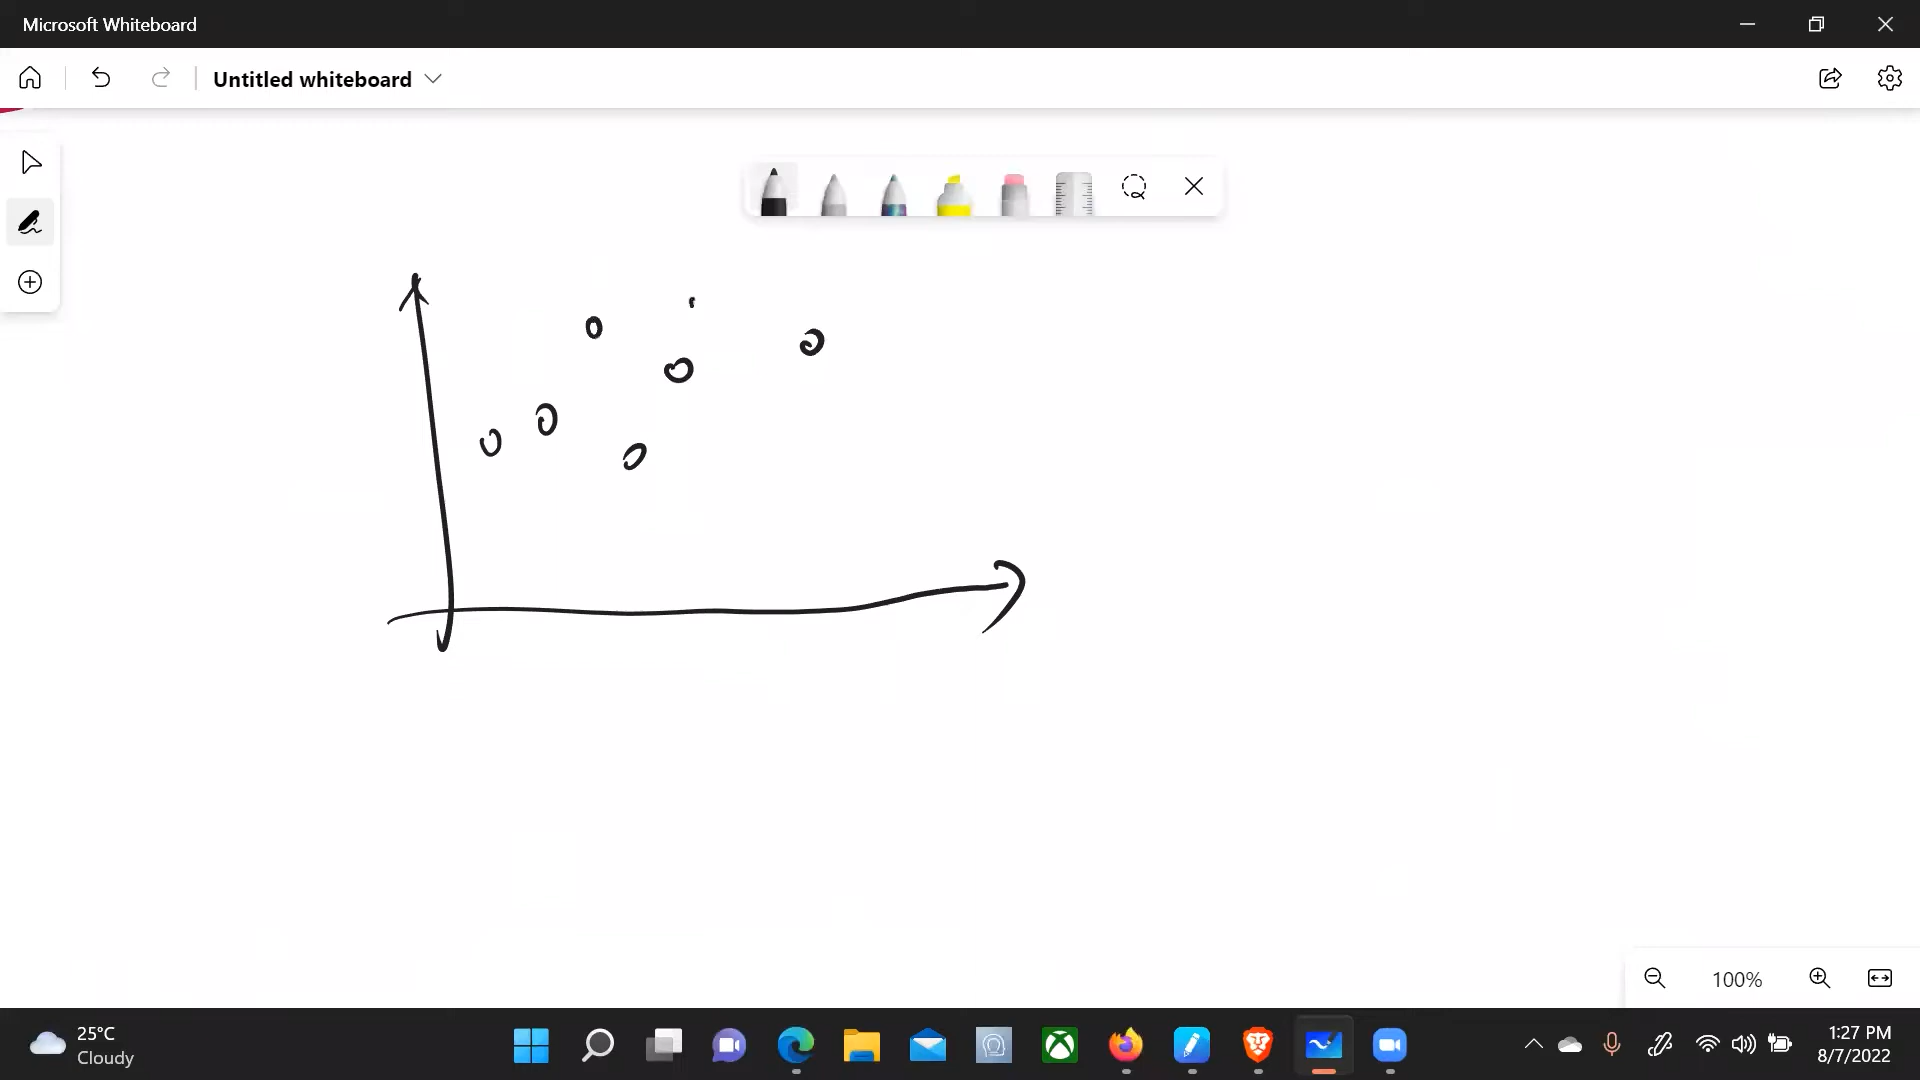 Microsoft Whiteboard
Untitled whiteboard
100%
25°C
Cloudy
1:27 PM
8/7/2022